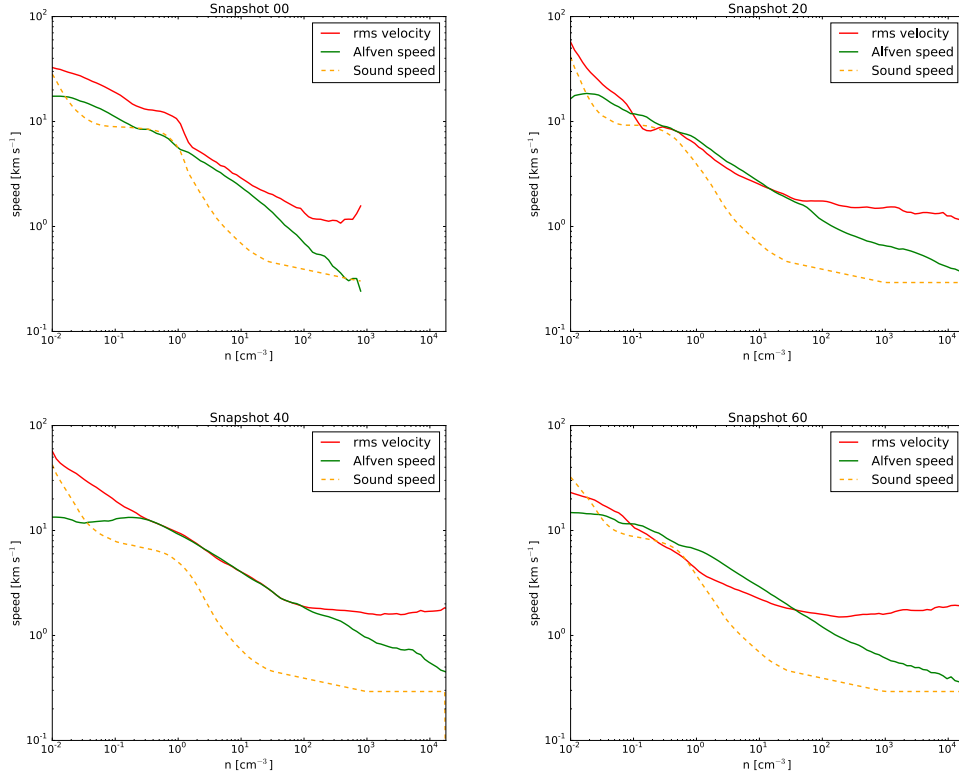 Snapshot 00
10²
10¹
10⁰
10⁻¹
speed [km s⁻¹]
rms velocity
Alfven speed
Sound speed
10⁻² 10⁻¹ 10⁰ 10¹ 10² 10³ 10⁴
n [cm⁻³ ]
Snapshot 20
10²
10¹
10⁰
10⁻¹
speed [km s⁻¹]
rms velocity
Alfven speed
Sound speed
10⁻² 10⁻¹ 10⁰ 10¹ 10² 10³ 10⁴
n [cm⁻³ ]
Snapshot 40
10²
10¹
10⁰
10⁻¹
speed [km s⁻¹]
rms velocity
Alfven speed
Sound speed
10⁻² 10⁻¹ 10⁰ 10¹ 10² 10³ 10⁴
n [cm⁻³ ]
Snapshot 60
10²
10¹
10⁰
10⁻¹
speed [km s⁻¹]
rms velocity
Alfven speed
Sound speed
10⁻² 10⁻¹ 10⁰ 10¹ 10² 10³ 10⁴
n [cm⁻³ ]